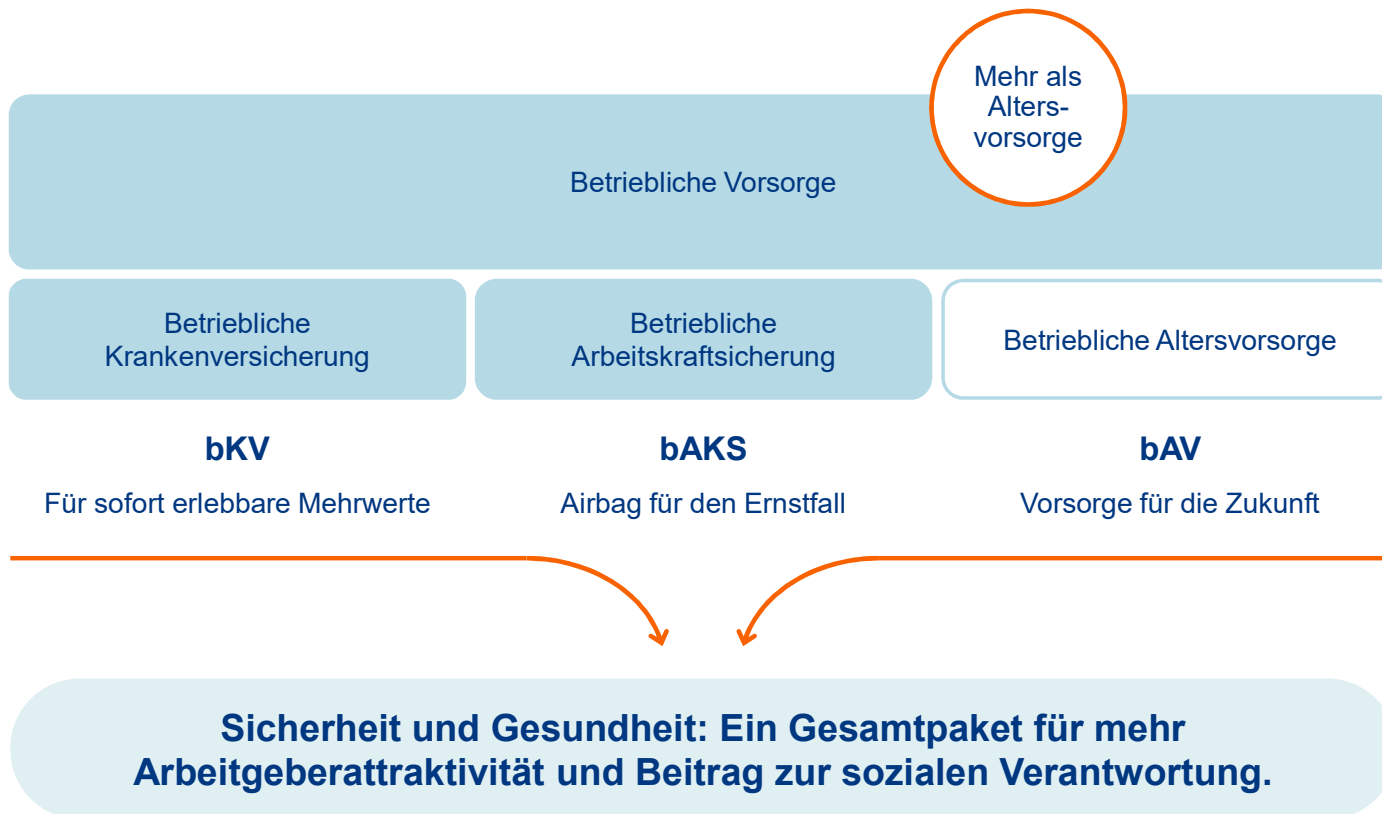 Mehr als
Alters-
vorsorge
Betriebliche Vorsorge
Betriebliche
Krankenversicherung
Betriebliche
Arbeitskraftsicherung
Betriebliche Altersvorsorge
bKV
bAKS
bAV
Für sofort erlebbare Mehrwerte
Airbag für den Ernstfall
Vorsorge für die Zukunft
Sicherheit und Gesundheit: Ein Gesamtpaket für mehr
Arbeitgeberattraktivität und Beitrag zur sozialen Verantwortung.